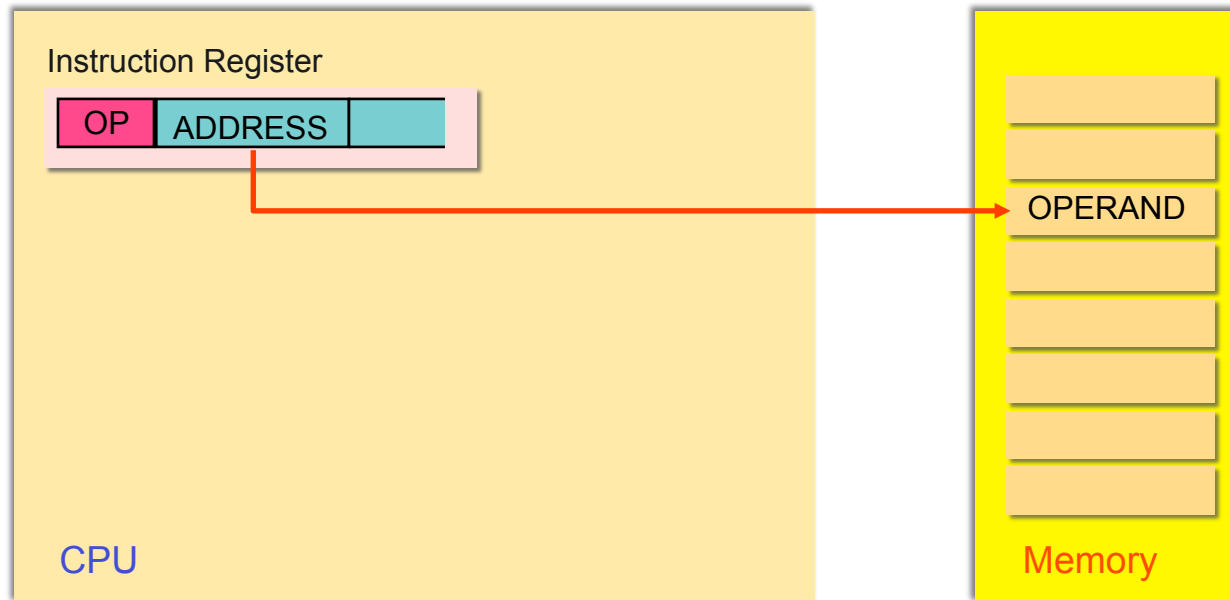 Instruction Register
OP ADDRESS
OPERAND
CPU
Memory